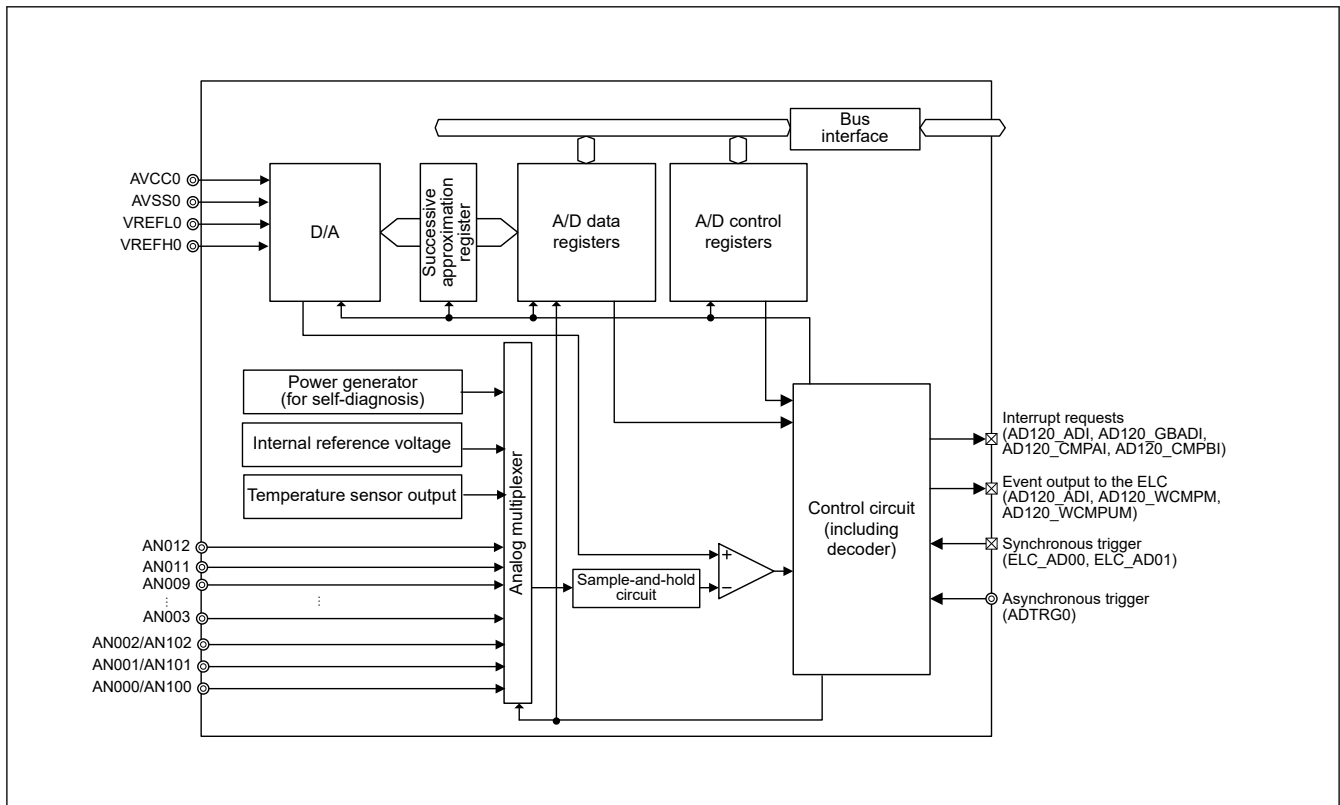 Bus
interface
AVCC0
AVSS0
VREFL0
VREFH0
D/A
Successive
approximation
register
A/D data
registers
A/D control
registers
Power generator
(for self-diagnosis)
Internal reference voltage
Temperature sensor output
Analog multiplexer
AN012
AN011
AN009
AN003
AN002/AN102
AN001/AN101
AN000/AN100
Sample-and-hold
circuit
+
−
Control circuit
(including
decoder)
Interrupt requests
(AD120_ADI, AD120_GBADI,
AD120_CMPAI, AD120_CMPBI)
Event output to the ELC
(AD120_ADI, AD120_WCMPM,
AD120_WCMPUM)
Synchronous trigger
(ELC_AD00, ELC_AD01)
Asynchronous trigger
(ADTRG0)